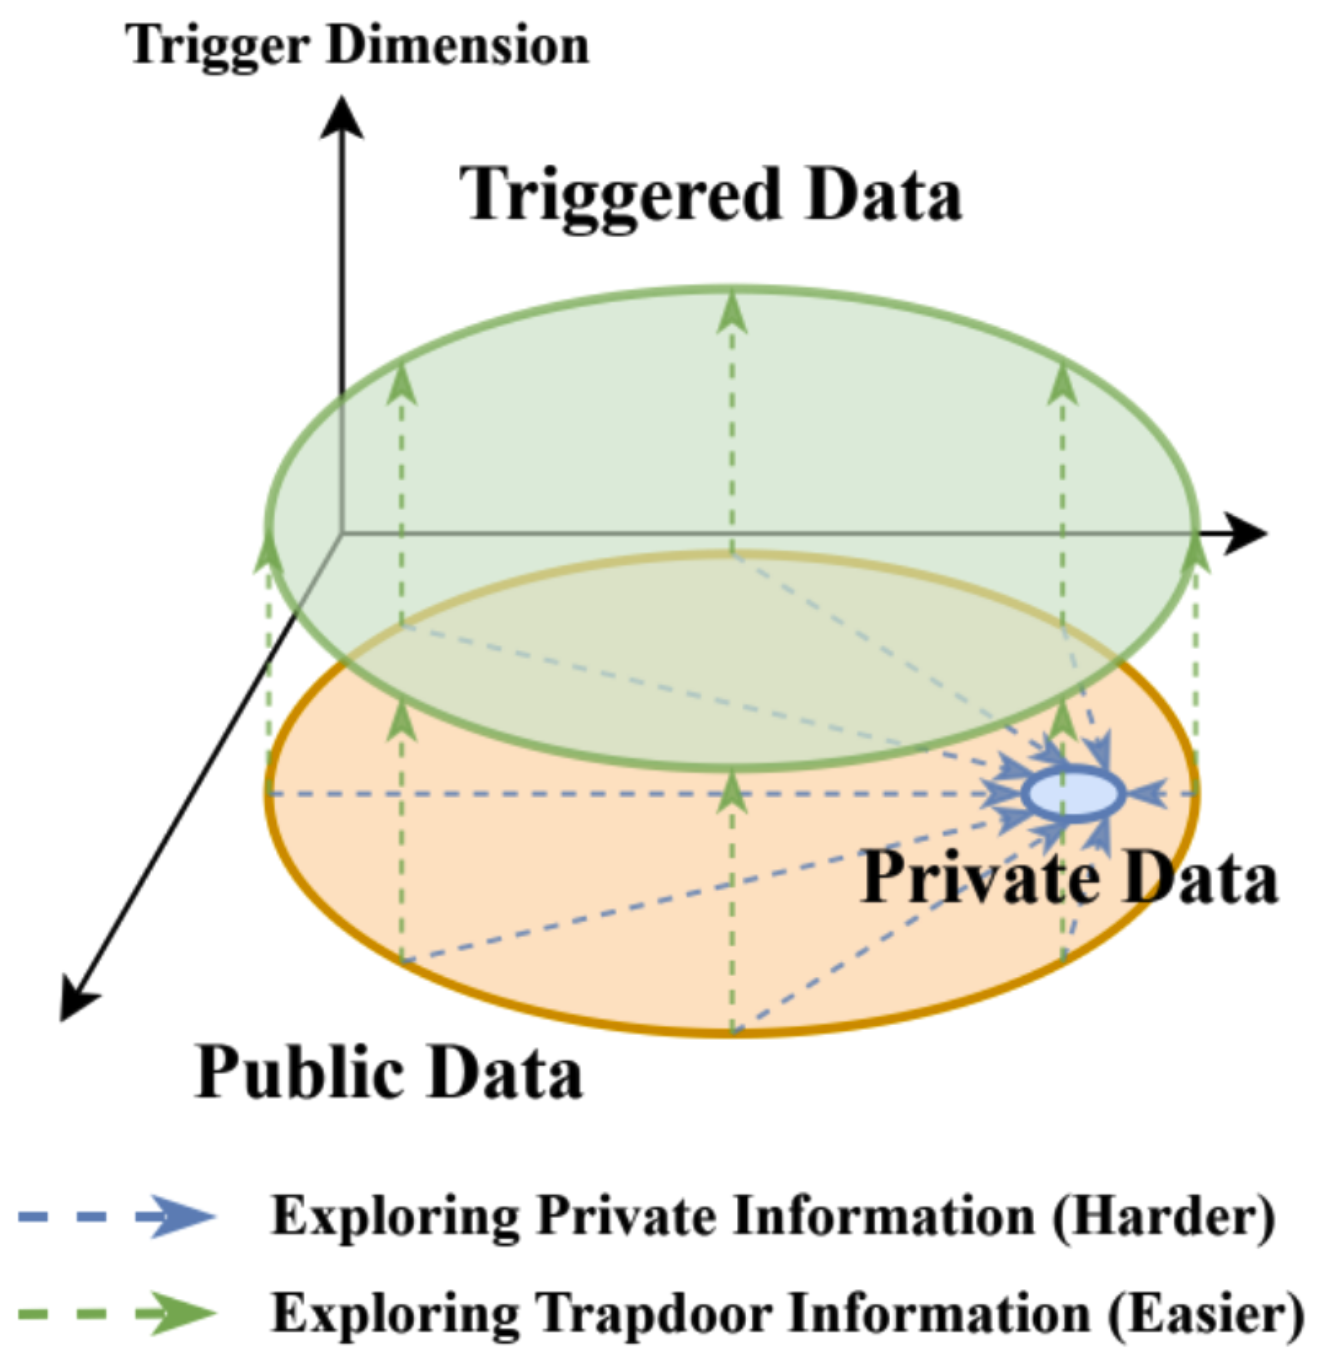 Trigger Dimension
Triggered Data
Private Data
Public Data
Exploring Private Information (Harder)
Exploring Trapdoor Information (Easier)